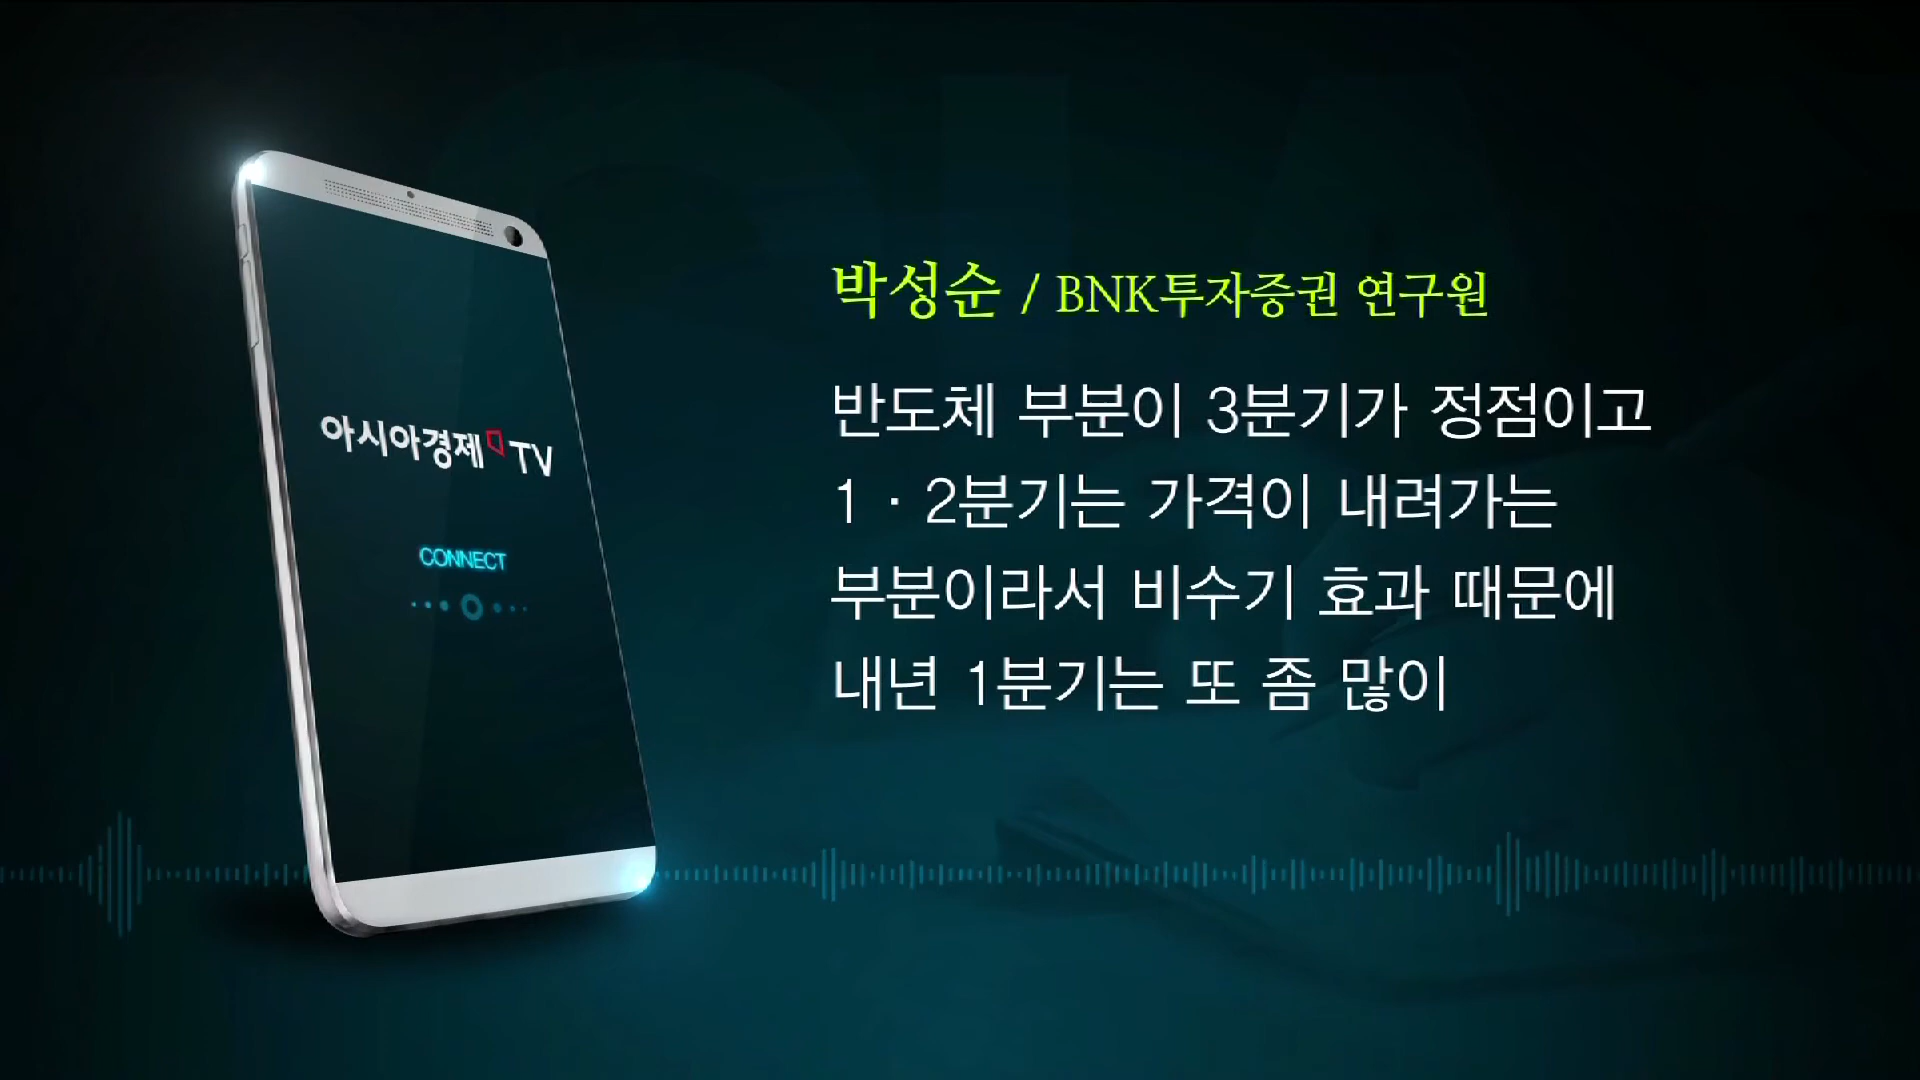 아시아경제TV
CONNECT
박성순 / BNK투자증권 연구원
반도체 부분이 3분기가 정점이고
1 · 2분기는 가격이 내려가는
부분이라서 비수기 효과 때문에
내년 1분기는 또 좀 많이